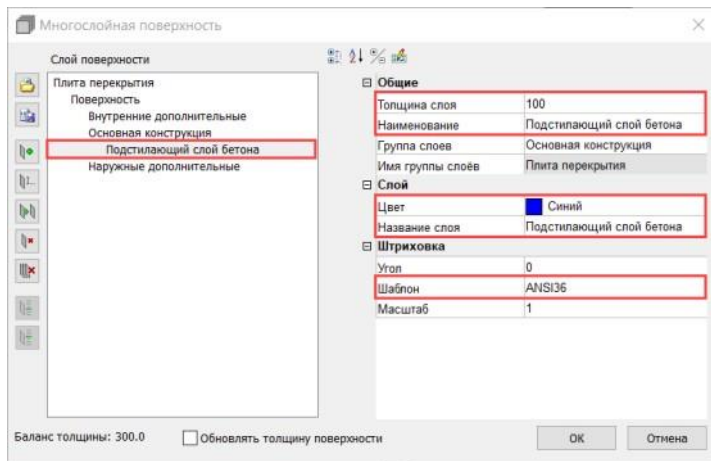 Многослойная поверхность
Слой поверхности
Плита перекрытия
Поверхность
Внутренние дополнительные
Основная конструкция
Подстилающий слой бетона
Наружные дополнительные
Общие
Толщина слоя 100
Наименование Подстилающий слой бетона
Группа слоев Основная конструкция
Имя группы слоёв Плита перекрытия
Слой
Цвет Синий
Название слоя Подстилающий слой бетона
Штриховка
Угол 0
Шаблон ANSI36
Масштаб 1
Баланс толщины: 300.0 Обновлять толщину поверхности ОК Отмена